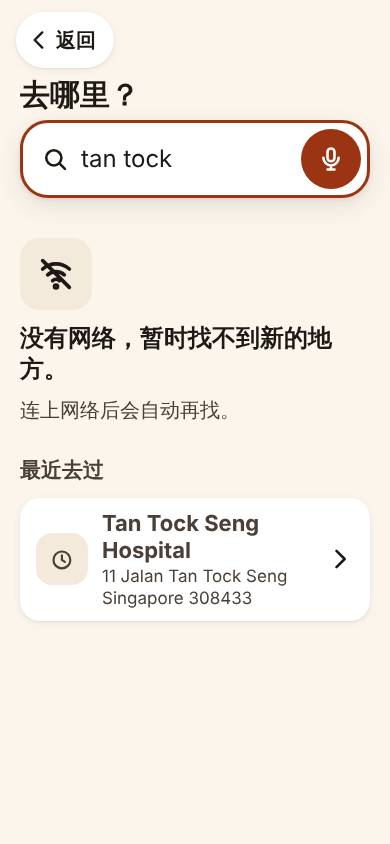 返回
去哪里？
tan tock
没有网络，暂时找不到新的地
方。
连上网络后会自动再找。
最近去过
Tan Tock Seng
Hospital
11 Jalan Tan Tock Seng
Singapore 308433